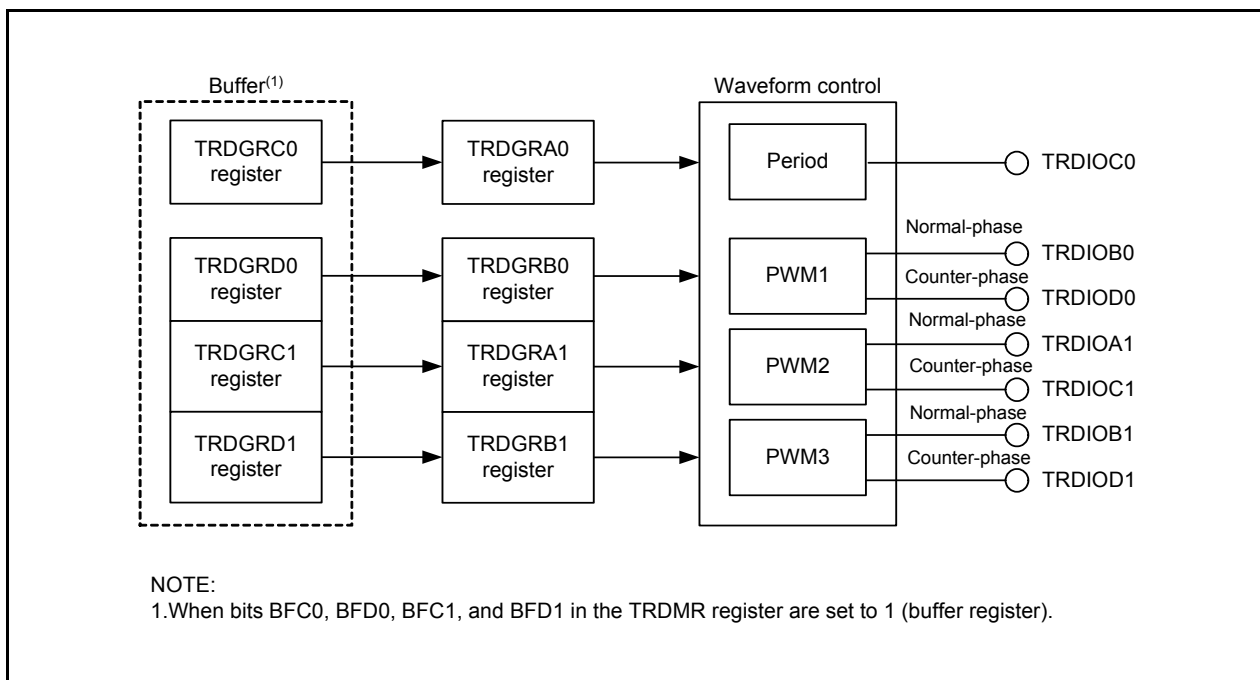 Buffer(1)
Waveform control
TRDGRC0
register
TRDGRA0
register
Period
TRDIOC0
TRDGRD0
register
TRDGRB0
register
PWM1
Normal-phase
TRDIOB0
Counter-phase
TRDIOD0
TRDGRC1
register
TRDGRA1
register
PWM2
Normal-phase
TRDIOA1
Counter-phase
TRDIOC1
TRDGRD1
register
TRDGRB1
register
PWM3
Normal-phase
TRDIOB1
Counter-phase
TRDIOD1
NOTE:
1.When bits BFC0, BFD0, BFC1, and BFD1 in the TRDMR register are set to 1 (buffer register).